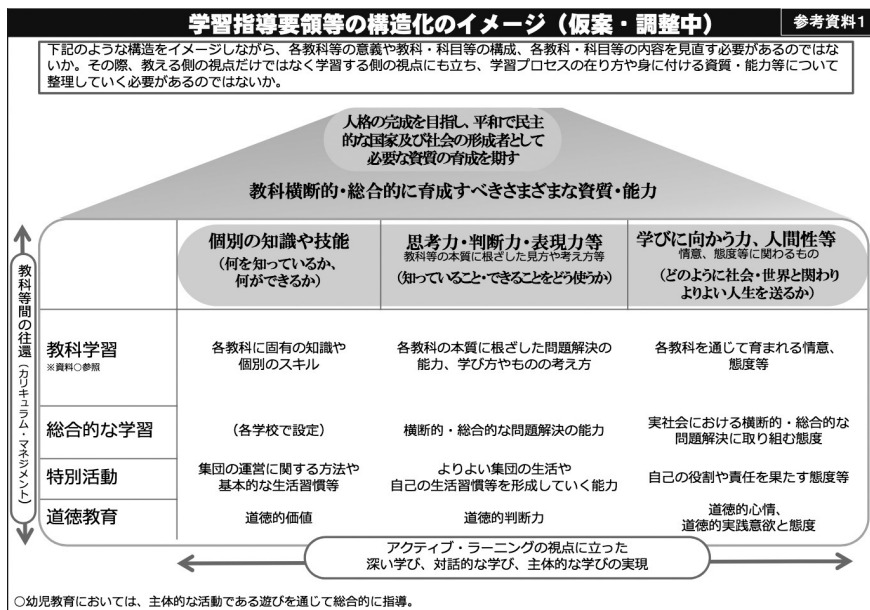 学習指導要領等の構造化のイメージ（仮案・調整中）
参考資料1
下記のような構造をイメージしながら、各教科等の意義や教科・科目等の構成、各教科・科目等の内容を見直す必要があるのではな
いか。その際、教える側の視点だけではなく学習する側の視点にも立ち、学習プロセスの在り方や身に付ける資質・能力等について
整理していく必要があるのではないか。
人格の完成を目指し、平和で民主
的な国家及び社会の形成者として
必要な資質の育成を期す
教科横断的・総合的に育成すべきさまざまな資質・能力
個別の知識や技能
（何を知っているか、
何ができるか）
思考力・判断力・表現力等
教科等の本質に根ざした見方や考え方等
（知っていること・できることをどう使うか）
学びに向かう力、人間性等
情意、態度等に関わるもの
（どのように社会・世界と関わり
よりよい人生を送るか）
教科等間の往還（カリキュラム・マネジメント）
教科学習
※資料○参照
各教科に固有の知識や
個別のスキル
各教科の本質に根ざした問題解決の
能力、学び方やものの考え方
各教科を通じて育まれる情意、
態度等
総合的な学習
（各学校で設定）
横断的・総合的な問題解決の能力
実社会における横断的・総合的な
問題解決に取り組む態度
特別活動
集団の運営に関する方法や
基本的な生活習慣等
よりよい集団の生活や
自己の生活習慣等を形成していく能力
自己の役割や責任を果たす態度等
道徳教育
道徳的価値
道徳的判断力
道徳的心情、
道徳的実践意欲と態度
アクティブ・ラーニングの視点に立った
深い学び、対話的な学び、主体的な学びの実現
○幼児教育においては、主体的な活動である遊びを通じて総合的に指導。